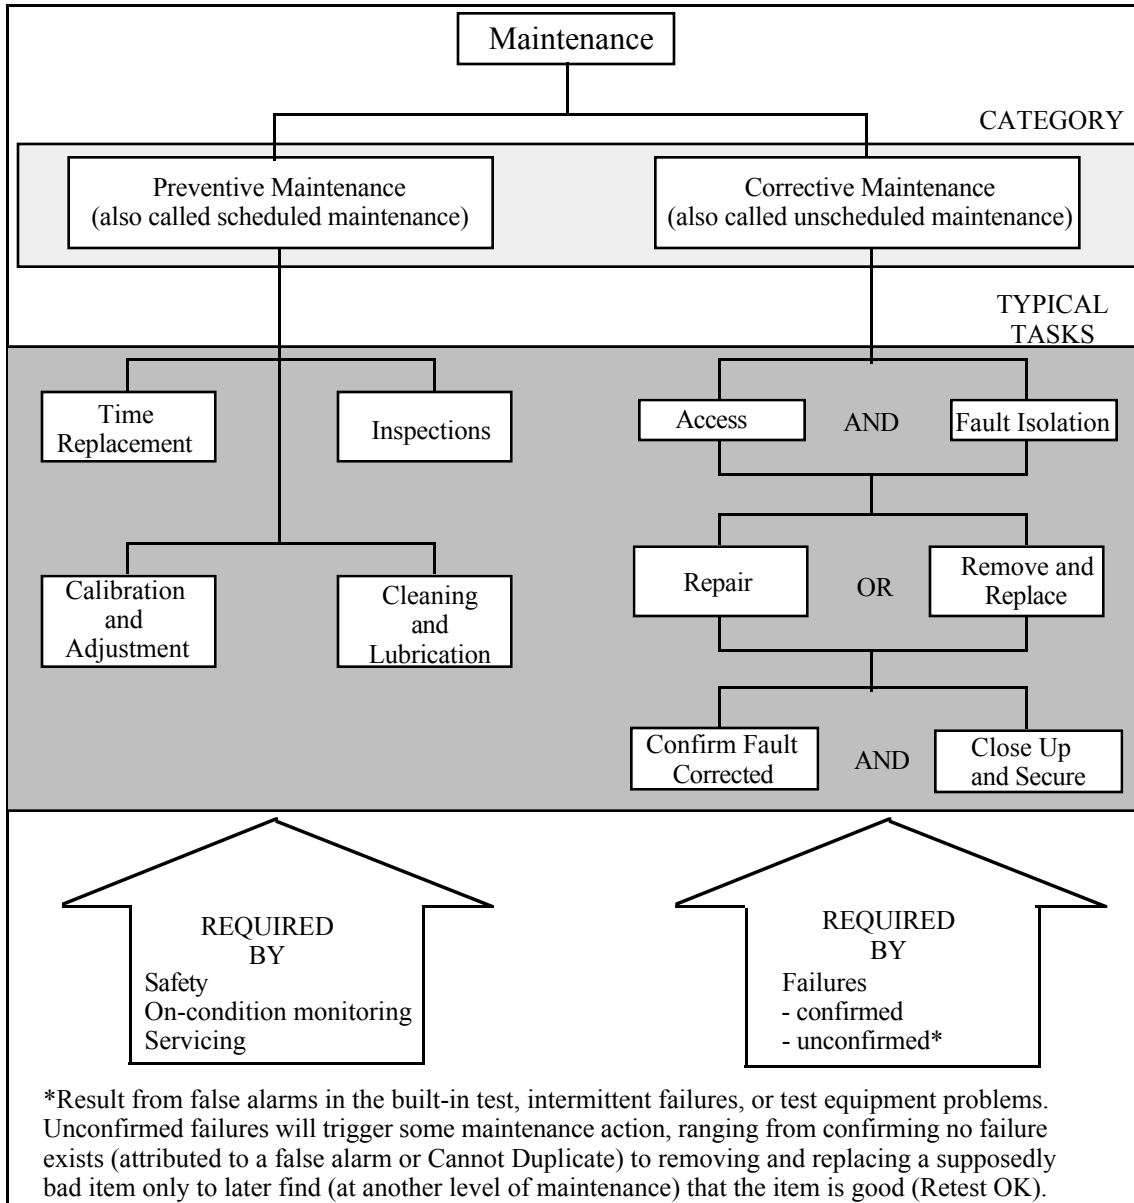 Maintenance
CATEGORY
Preventive Maintenance
(also called scheduled maintenance)
Corrective Maintenance
(also called unscheduled maintenance)
TYPICAL
TASKS
Time
Replacement
Inspections
Calibration
and
Adjustment
Cleaning
and
Lubrication
Access
AND
Fault Isolation
Repair
OR
Remove and
Replace
Confirm Fault
Corrected
AND
Close Up
and Secure
REQUIRED
BY
Safety
On-condition monitoring
Servicing
REQUIRED
BY
Failures
- confirmed
- unconfirmed*
*Result from false alarms in the built-in test, intermittent failures, or test equipment problems.
Unconfirmed failures will trigger some maintenance action, ranging from confirming no failure
exists (attributed to a false alarm or Cannot Duplicate) to removing and replacing a supposedly
bad item only to later find (at another level of maintenance) that the item is good (Retest OK).